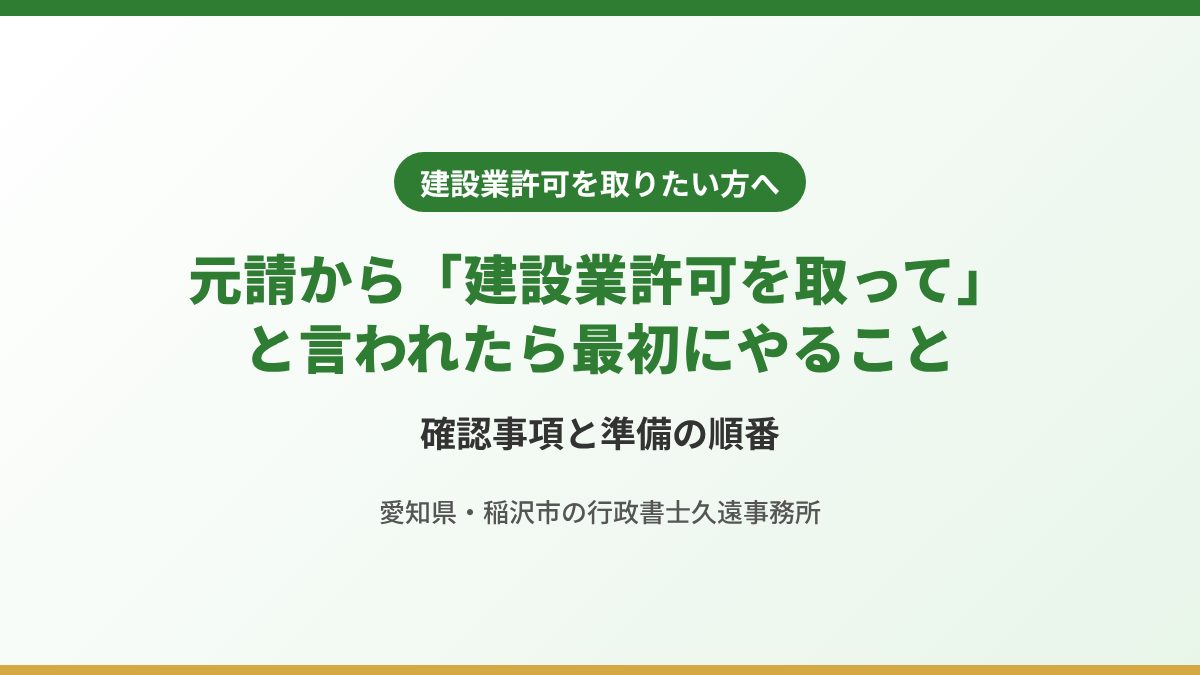 建設業許可を取りたい方へ
元請から「建設業許可を取って」
と言われたら最初にやること
確認事項と準備の順番
愛知県・稲沢市の行政書士久遠事務所